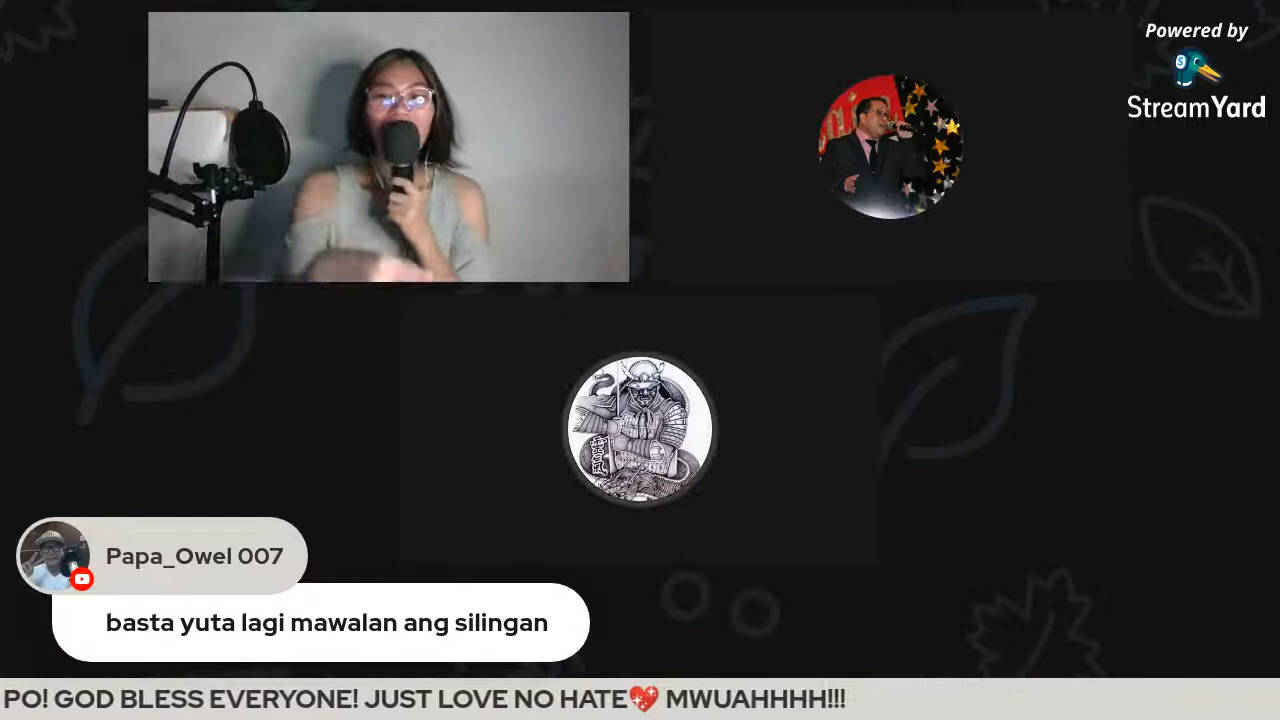 Powered by
StreamYard
Papa_Owel 007
basta yuta lagi mawalan ang silingan
PO! GOD BLESS EVERYONE! JUST LOVE NO HATE💖 MWUAHHHH!!!